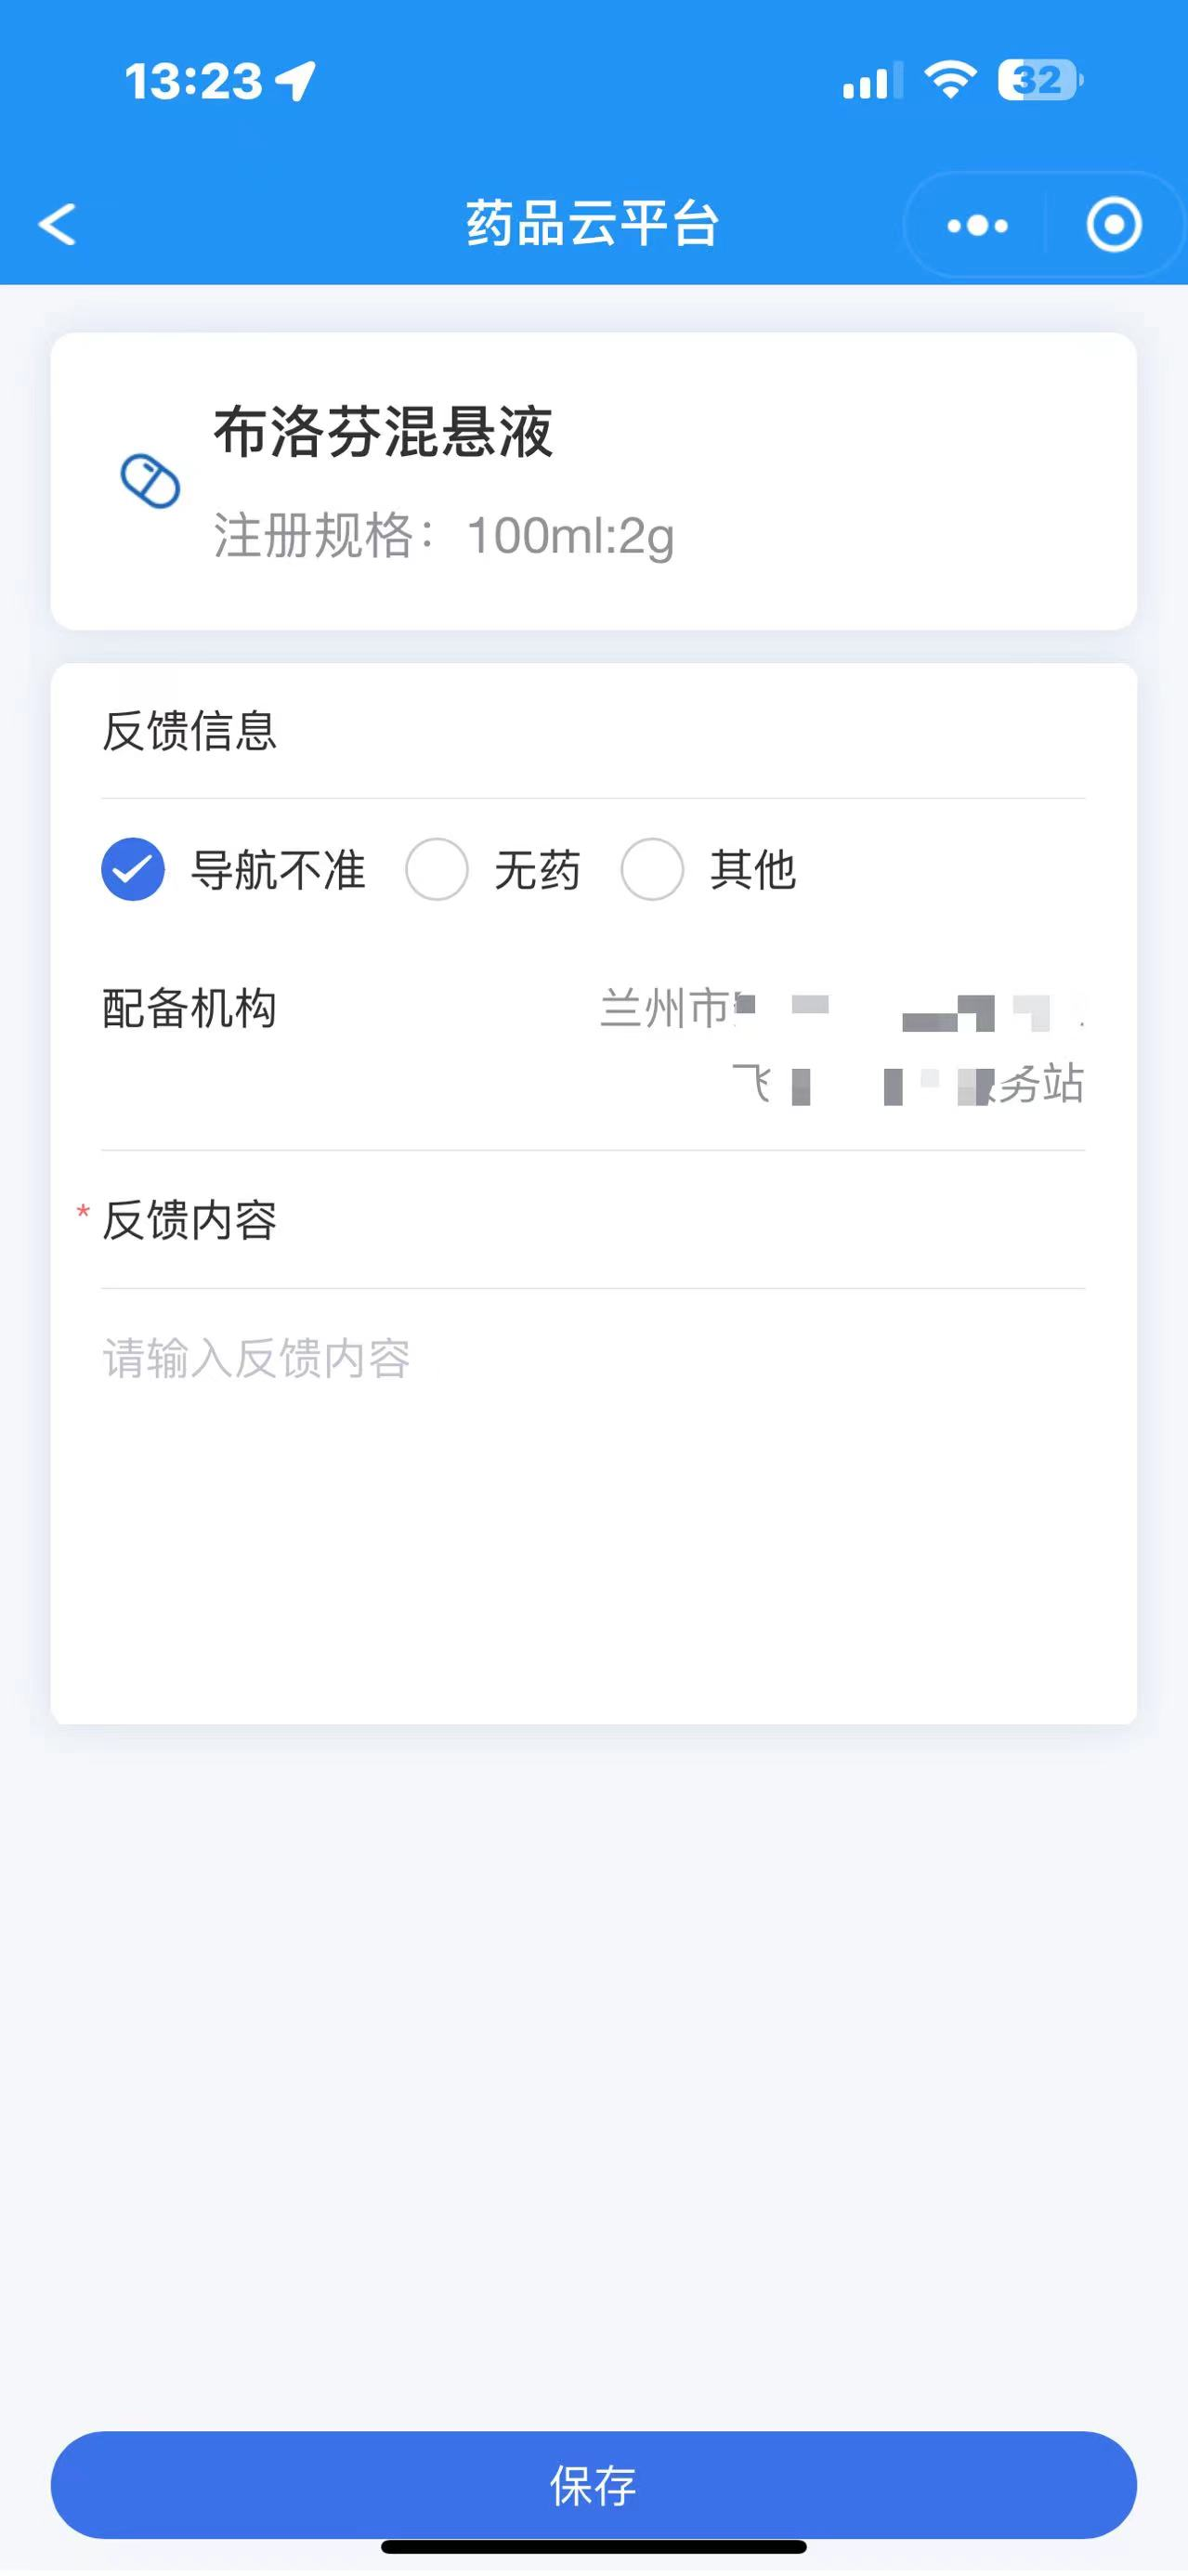 13:23
32
药品云平台
布洛芬混悬液
注册规格：100ml:2g
反馈信息
导航不准 无药 其他
配备机构 兰州市
飞 务站
* 反馈内容
请输入反馈内容
保存